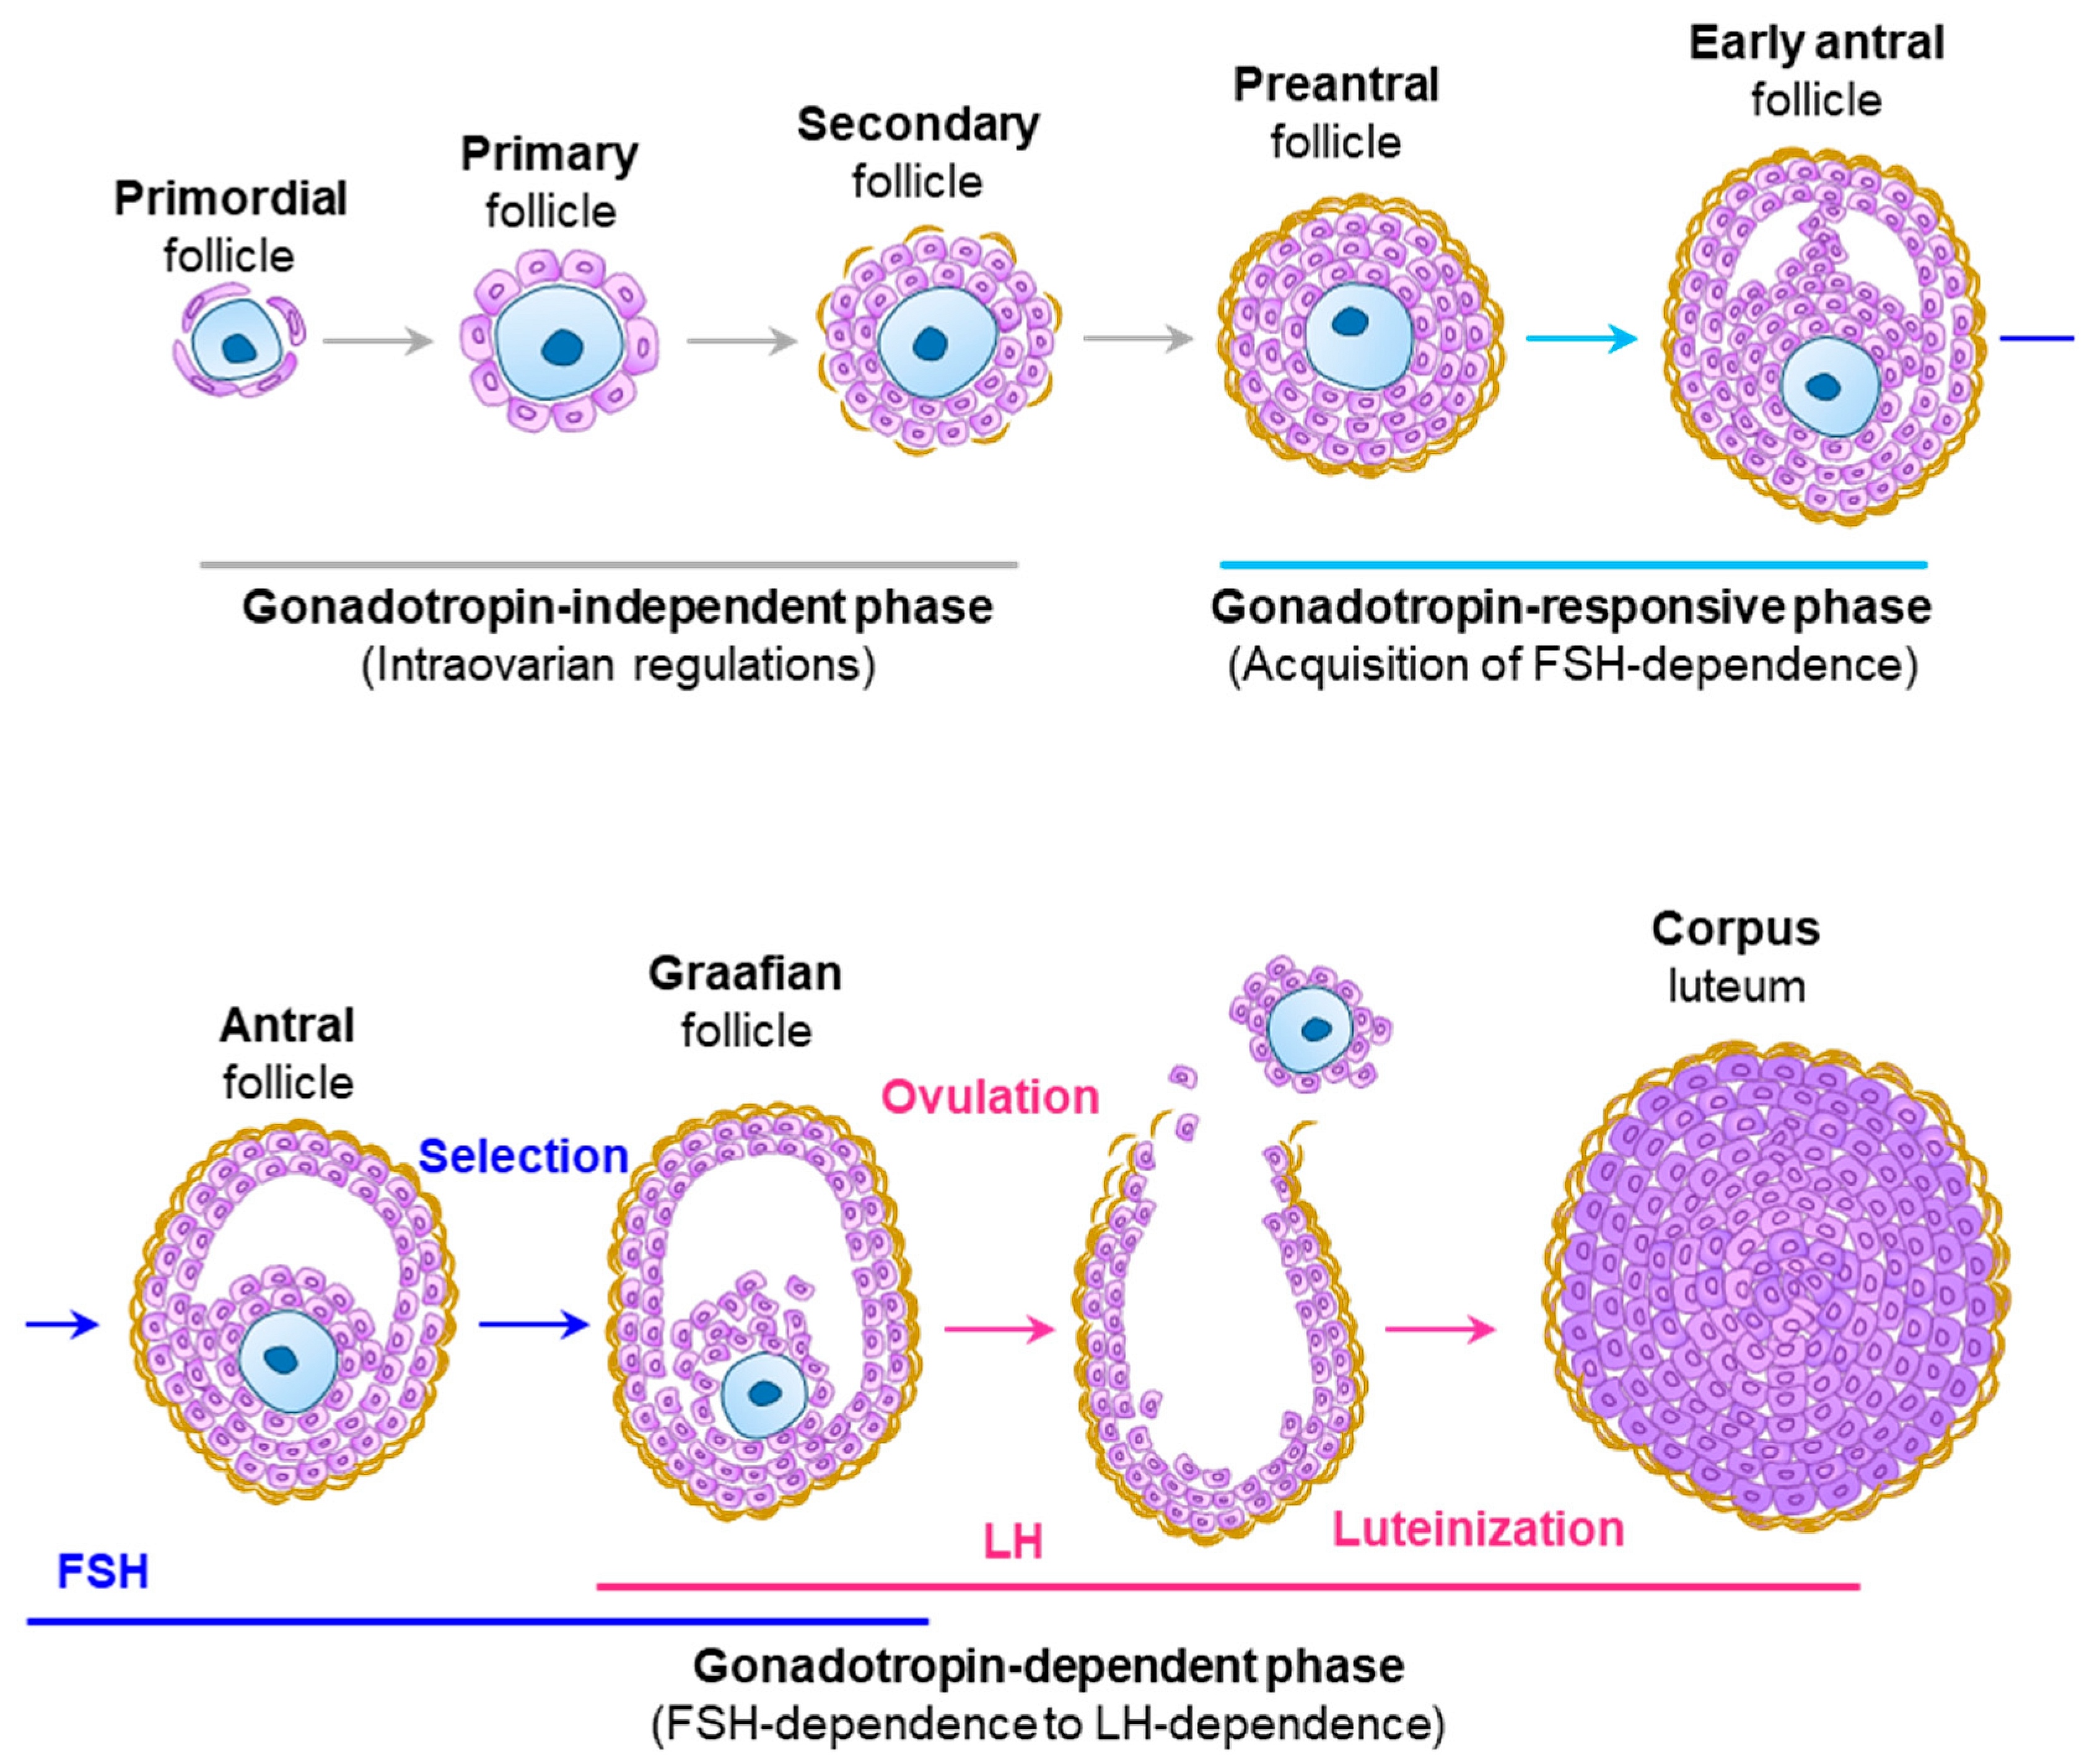 Primordial
follicle
Primary
follicle
Secondary
follicle
Preantral
follicle
Early antral
follicle
Gonadotropin-independent phase
(Intraovarian regulations)
Gonadotropin-responsive phase
(Acquisition of FSH-dependence)
Antral
follicle
Selection
Graafian
follicle
Ovulation
Corpus
luteum
FSH
LH
Luteinization
Gonadotropin-dependent phase
(FSH-dependence to LH-dependence)